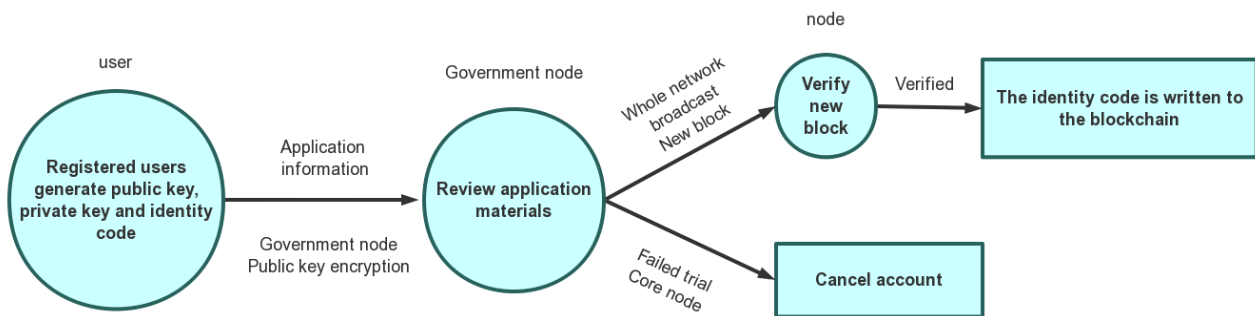 user
Registered users
generate public key,
private key and identity
code
Application
information
Government node
Public key encryption
Government node
Review application
materials
Whole network
broadcast
New block
Failed trial
Core node
node
Verify
new
block
Verified
The identity code is written to
the blockchain
Cancel account